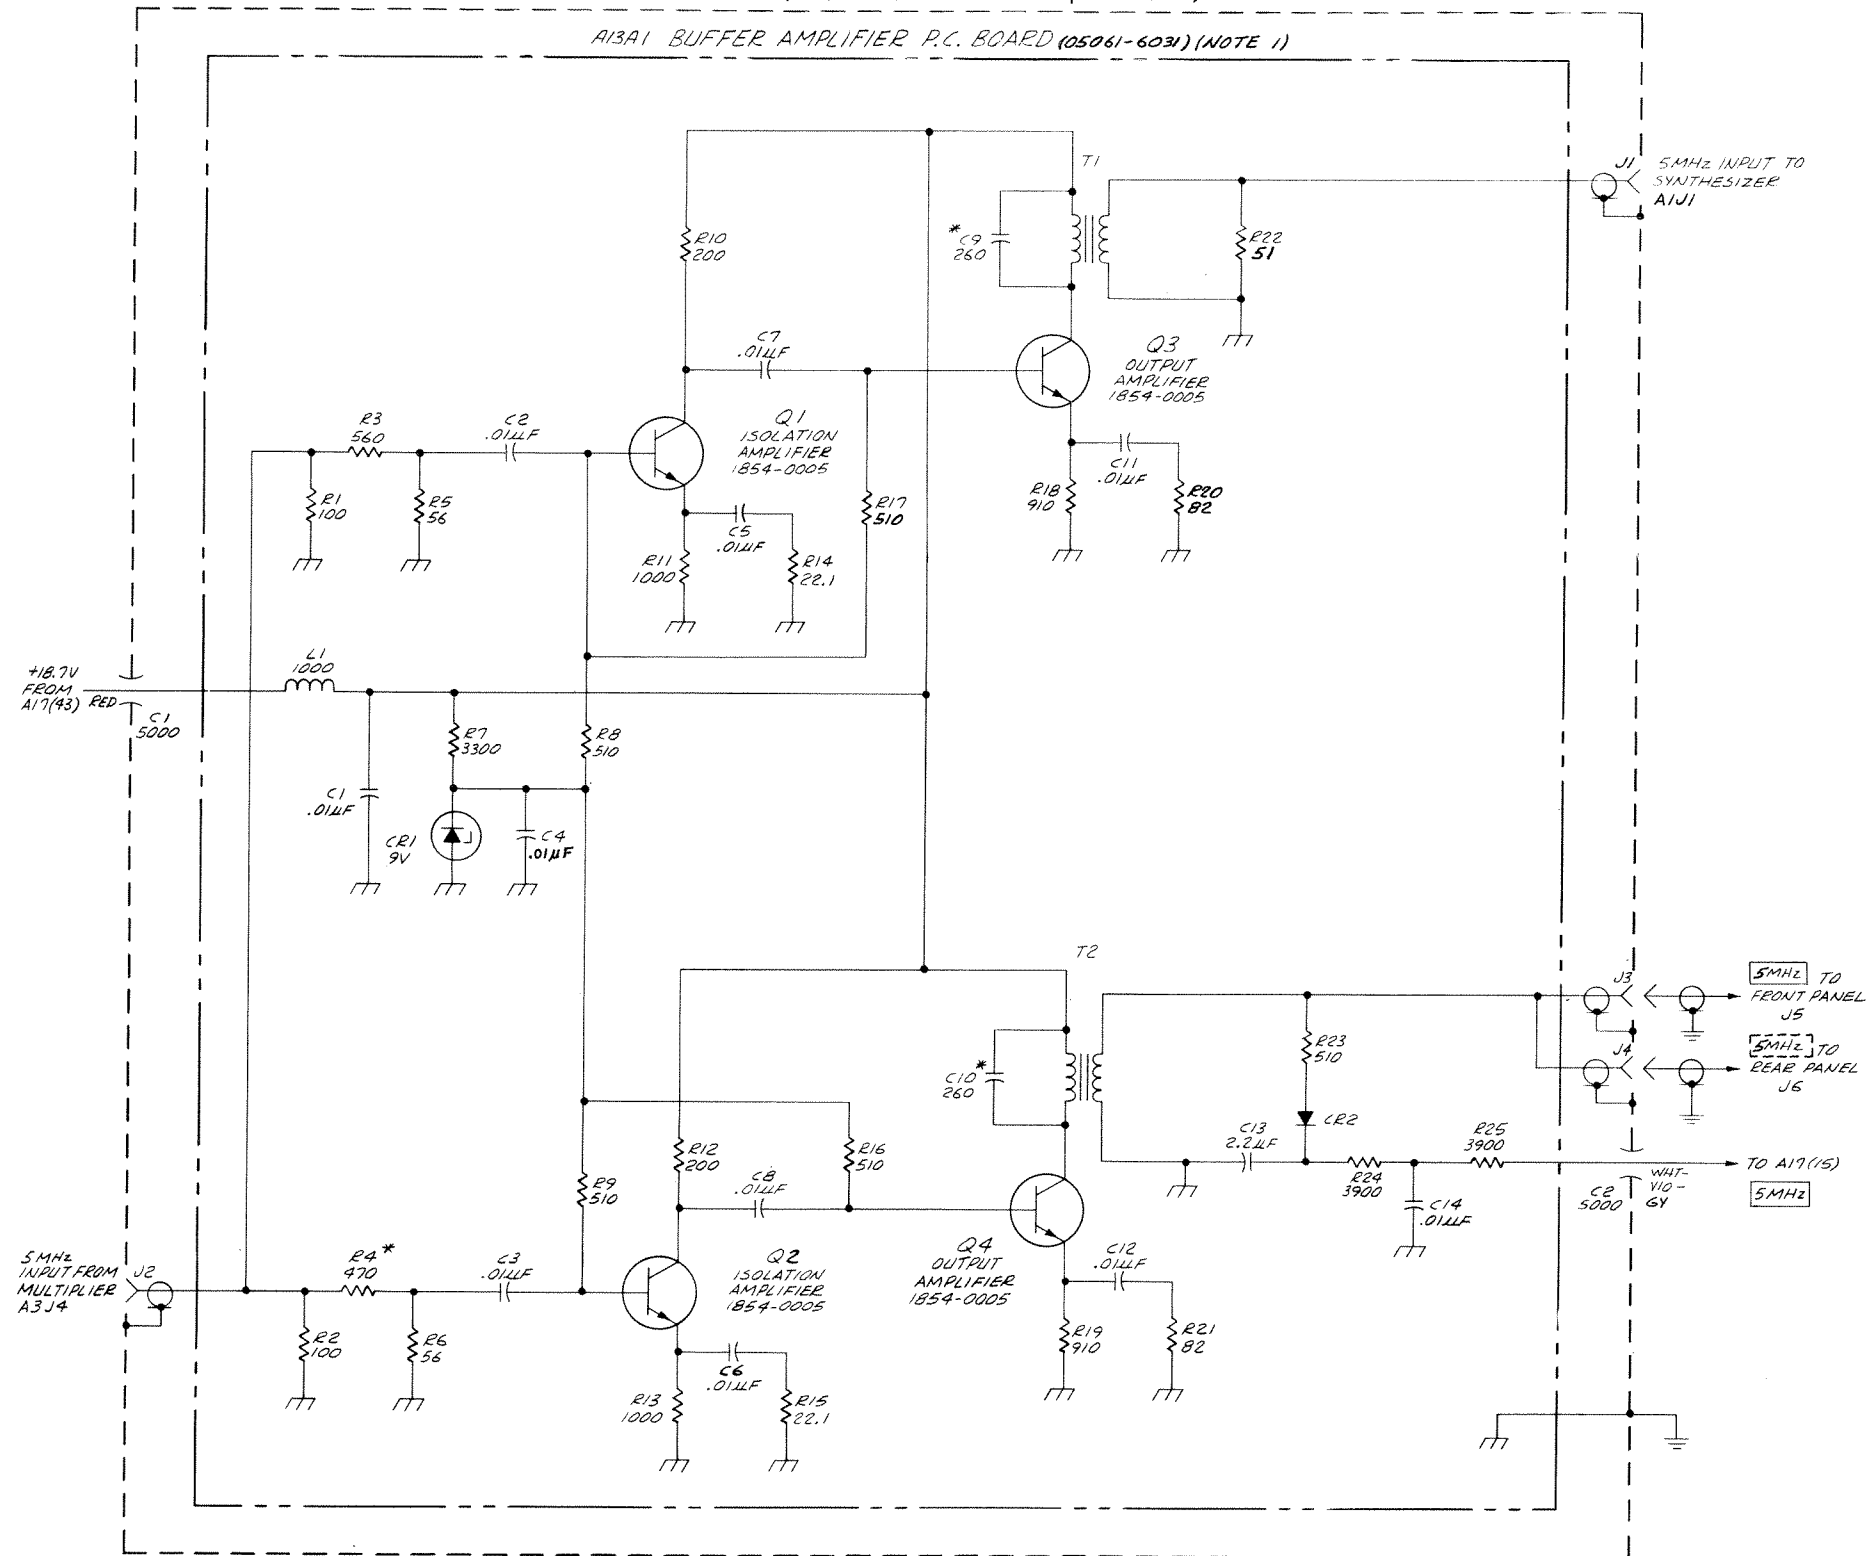 A13A1 BUFFER AMPLIFIER P.C. BOARD (05061-6031) (NOTE 1)
T1
J1
5MHz INPUT TO
SYNTHESIZER
A1J1
R10
200
*
C9
260
R22
51
C7
.01µF
Q3
OUTPUT
AMPLIFIER
1854-0005
R3
560
C2
.01µF
Q1
ISOLATION
AMPLIFIER
1854-0005
R1
100
R5
56
C5
.01µF
R17
510
R18
910
C11
.01µF
R20
82
R11
1000
R14
22.1
+18.7V
FROM
A17(43)
RED
C1
5000
L1
1000
R7
3300
R8
510
C1
.01µF
CR1
9V
C4
.01µF
T2
J3
5MHz TO
FRONT PANEL
J5
J4
5MHz TO
REAR PANEL
J6
C10 *
260
R23
510
CR2
R12
200
C8
.01µF
R16
510
C13
2.2µF
R24
3900
R25
3900
C14
.01µF
C2
5000
WHT-
VIO-
GY
TO A17(15)
5MHz
R9
510
5MHz
INPUT FROM
MULTIPLIER
A3J4
J2
R4 *
470
C3
.01µF
Q2
ISOLATION
AMPLIFIER
1854-0005
Q4
OUTPUT
AMPLIFIER
1854-0005
C12
.01µF
R2
100
R6
56
C6
.01µF
R19
910
R21
82
R13
1000
R15
22.1